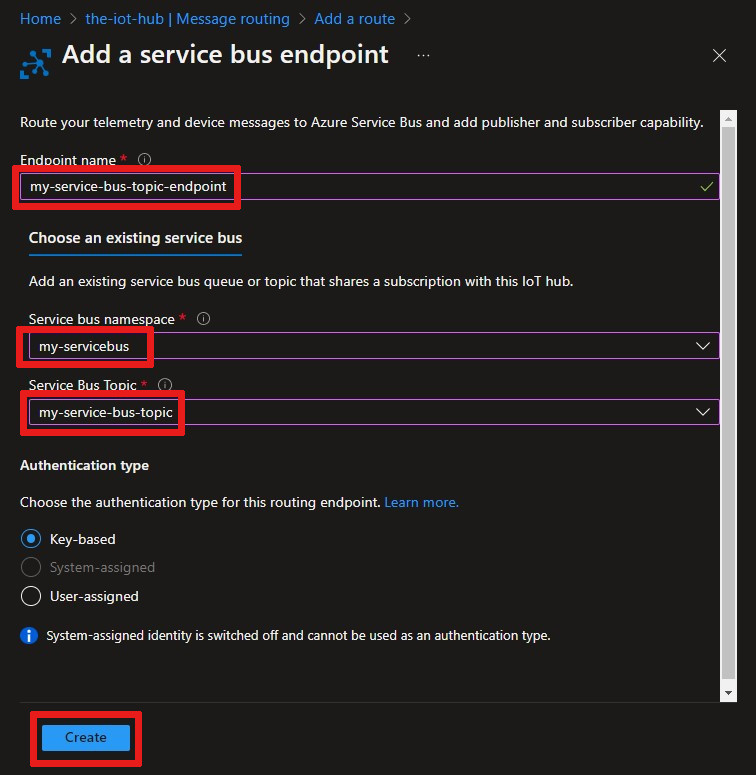 Home > the-iot-hub | Message routing > Add a route >
Add a service bus endpoint ...
Route your telemetry and device messages to Azure Service Bus and add publisher and subscriber capability.
Endpoint name *
my-service-bus-topic-endpoint
Choose an existing service bus
Add an existing service bus queue or topic that shares a subscription with this IoT hub.
Service bus namespace *
my-servicebus
Service Bus Topic *
my-service-bus-topic
Authentication type
Choose the authentication type for this routing endpoint. Learn more.
Key-based
System-assigned
User-assigned
System-assigned identity is switched off and cannot be used as an authentication type.
Create